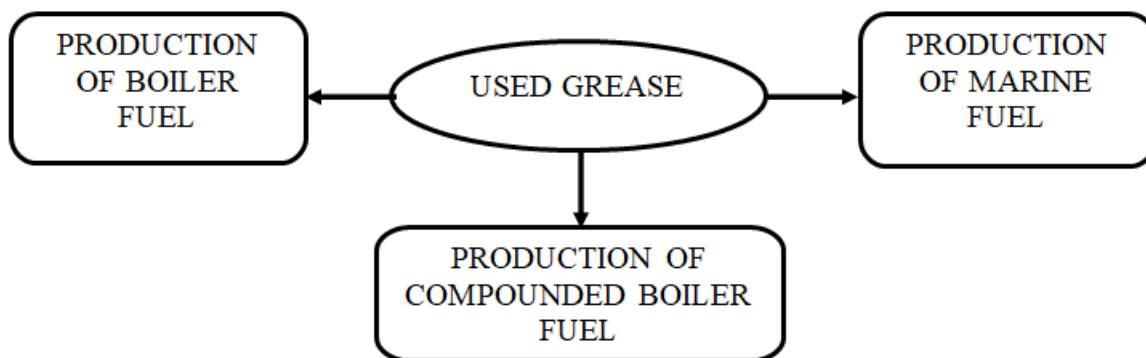 PRODUCTION
OF BOILER
FUEL
USED GREASE
PRODUCTION
OF MARINE
FUEL
PRODUCTION OF
COMPOUNDED BOILER
FUEL